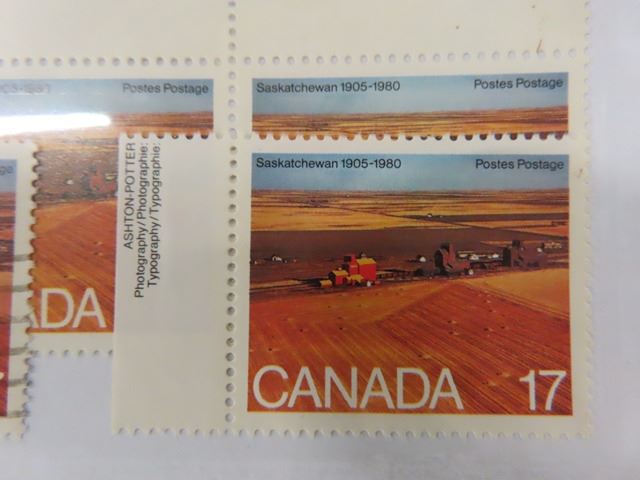 Postes Postage
Saskatchewan 1905-1980 Postes Postage
Saskatchewan 1905-1980 Postes Postage
ASHTON-POTTER
Photography/Photographie:
Typography/Typographie:
ADA
CANADA 17